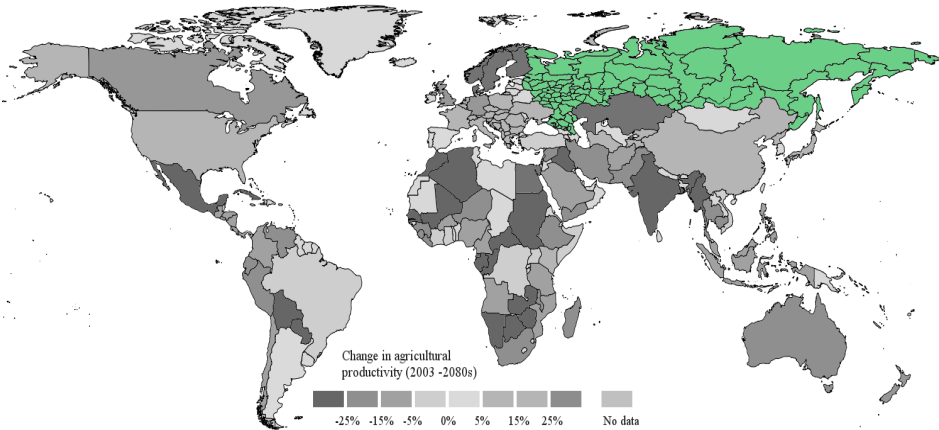 Change in agricultural
productivity (2003 -2080s)
-25% -15% -5% 0% 5% 15% 25% No data